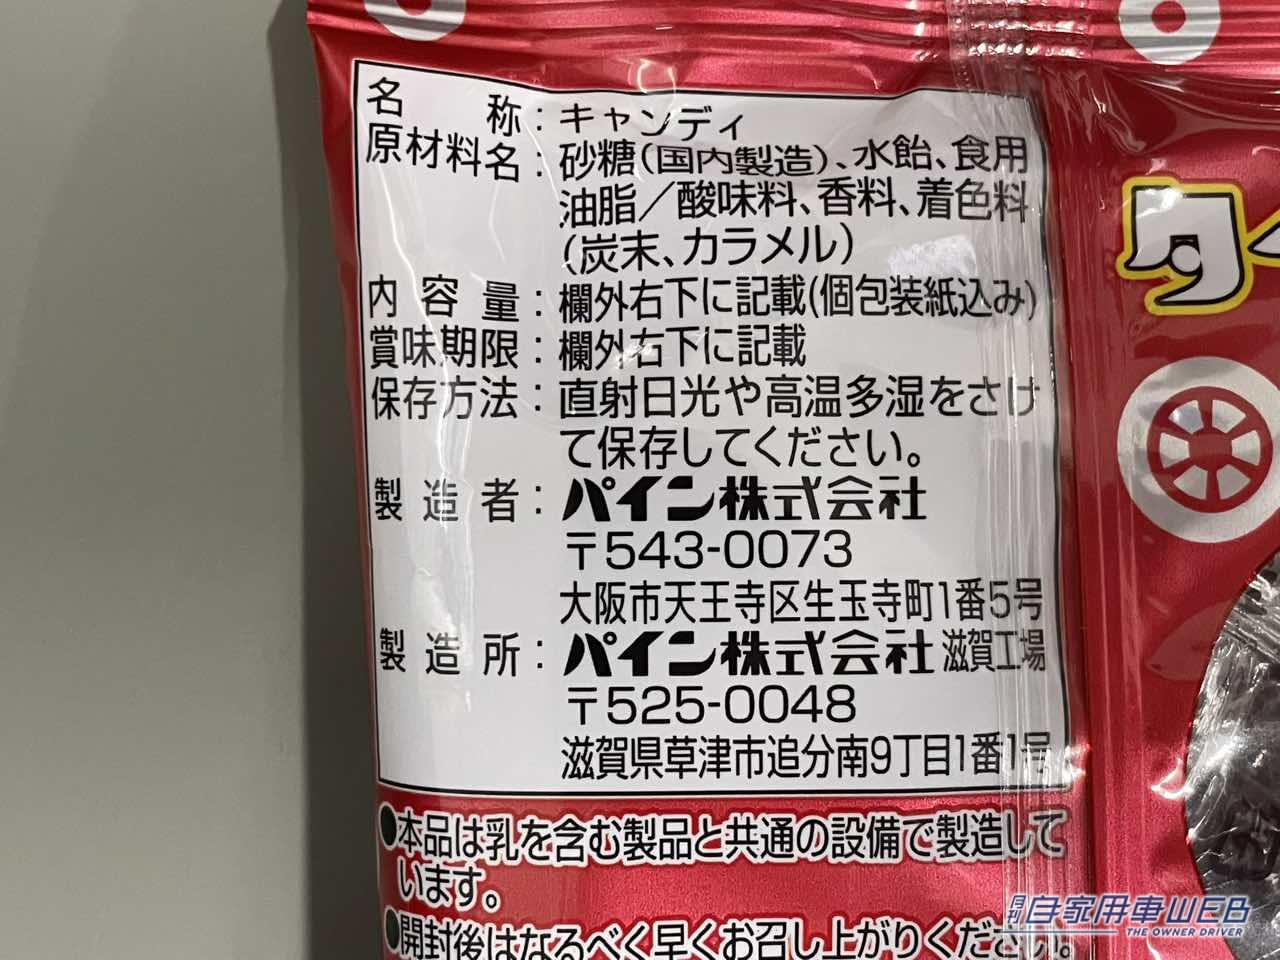 名称:キャンディ
原材料名:砂糖(国内製造)、水飴、食用
油脂/酸味料、香料、着色料
(炭末、カラメル)
内容量:欄外右下に記載(個包装紙込み)
賞味期限:欄外右下に記載
保存方法:直射日光や高温多湿をさけ
て保存してください。
製造者:パイン株式会社
〒543-0073
大阪市天王寺区生玉寺町1番5号
製造所:パイン株式会社 滋賀工場
〒525-0048
滋賀県草津市追分南9丁目1番1号
●本品は乳を含む製品と共通の設備で製造して
います。
●開封後はなるべく早くお召し上がりください。
タイ
月刊自家用車WEB
THE OWNER DRIVER